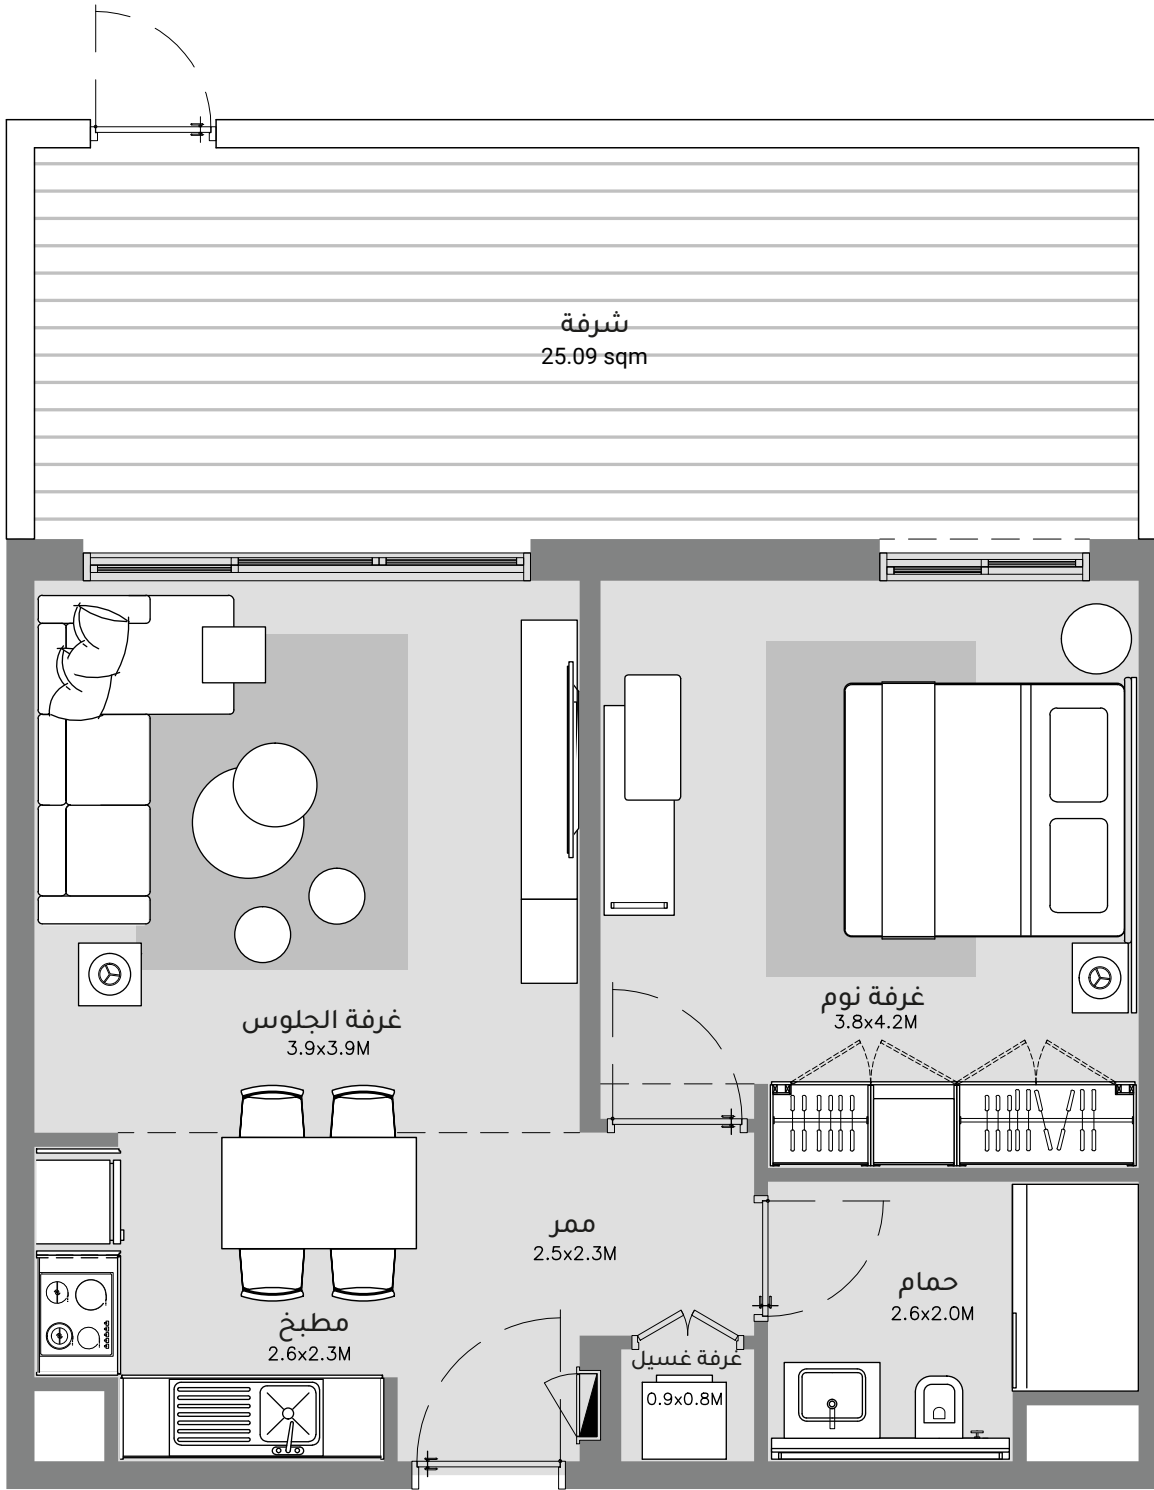 شرفة
25.09 sqm
غرفة نوم
3.8x4.2M
غرفة الجلوس
3.9x3.9M
ممر
2.5x2.3M
حمام
2.6x2.0M
مطبخ
2.6x2.3M
غرفة غسيل
0.9x0.8M